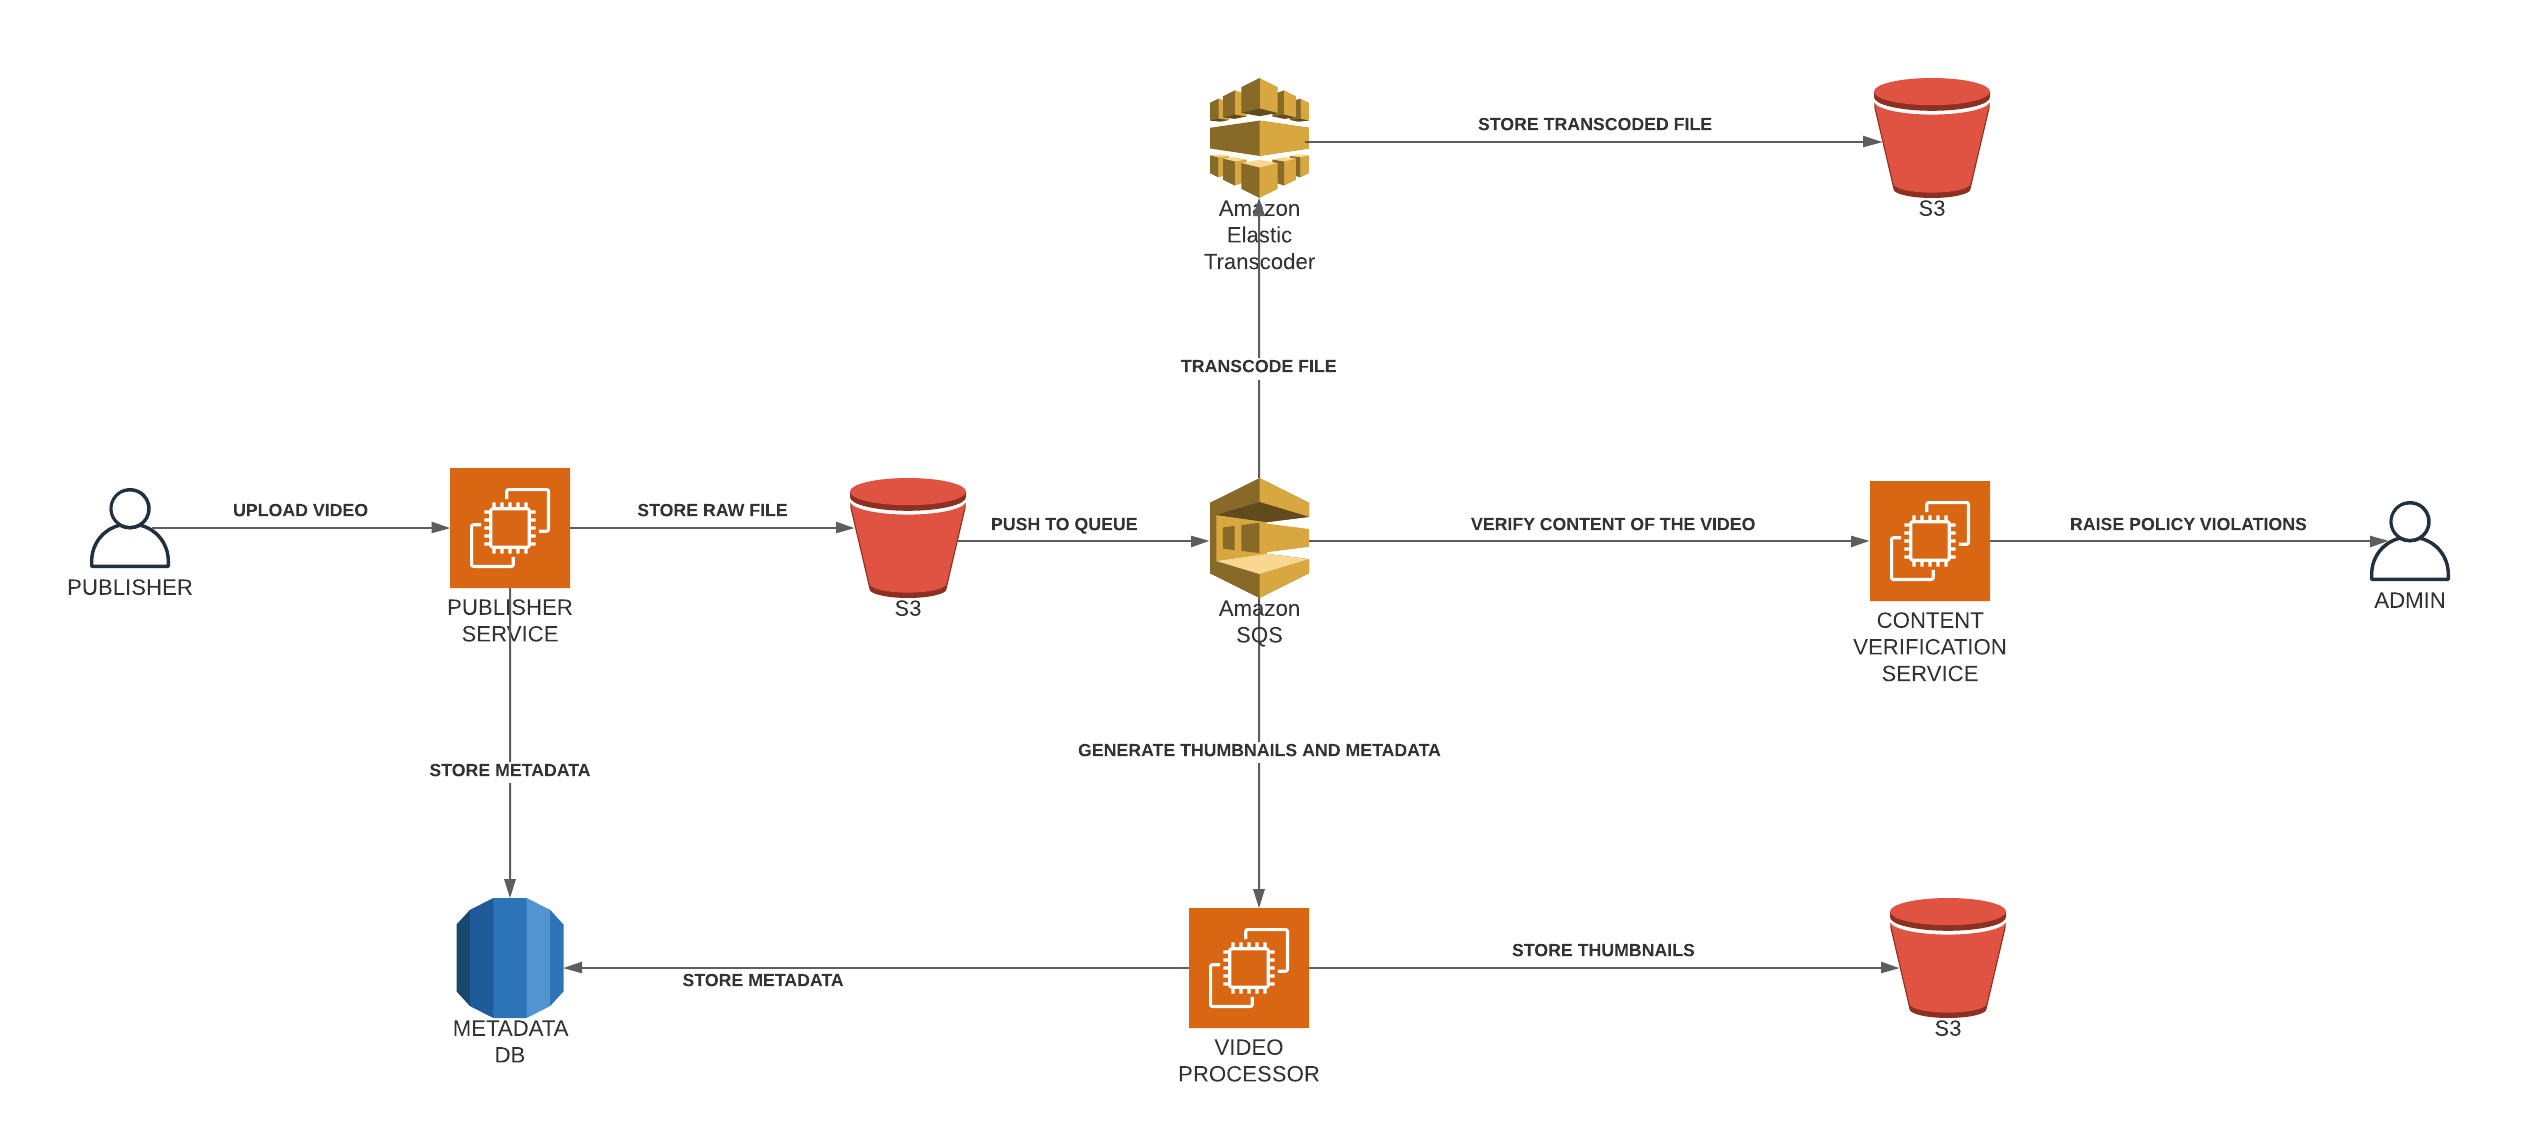 STORE TRANSCODED FILE
Amazon
Elastic
Transcoder
S3
TRANSCODE FILE
UPLOAD VIDEO
STORE RAW FILE
PUSH TO QUEUE
VERIFY CONTENT OF THE VIDEO
RAISE POLICY VIOLATIONS
PUBLISHER
PUBLISHER
SERVICE
S3
Amazon
SQS
CONTENT
VERIFICATION
SERVICE
ADMIN
STORE METADATA
GENERATE THUMBNAILS AND METADATA
STORE METADATA
STORE THUMBNAILS
METADATA
DB
VIDEO
PROCESSOR
S3